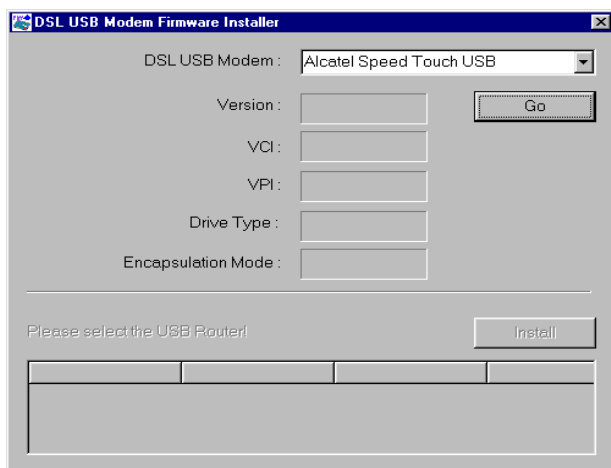 DSL USB Modem Firmware Installer
DSL USB Modem : Alcatel Speed Touch USB
Version : Go
VCI :
VPI :
Drive Type :
Encapsulation Mode :
Please select the USB Router! Install